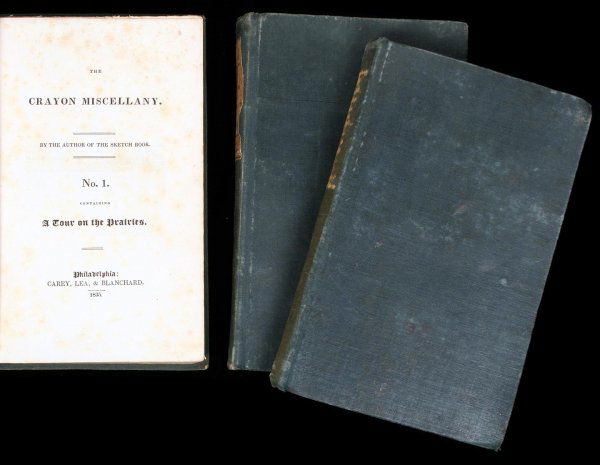 THE
CRAYON MISCELLANY.
BY THE AUTHOR OF THE SKETCH BOOK.
No. 1.
CONTAINING
A Tour on the Prairies.
Philadelphia:
CAREY, LEA, & BLANCHARD.
1835.